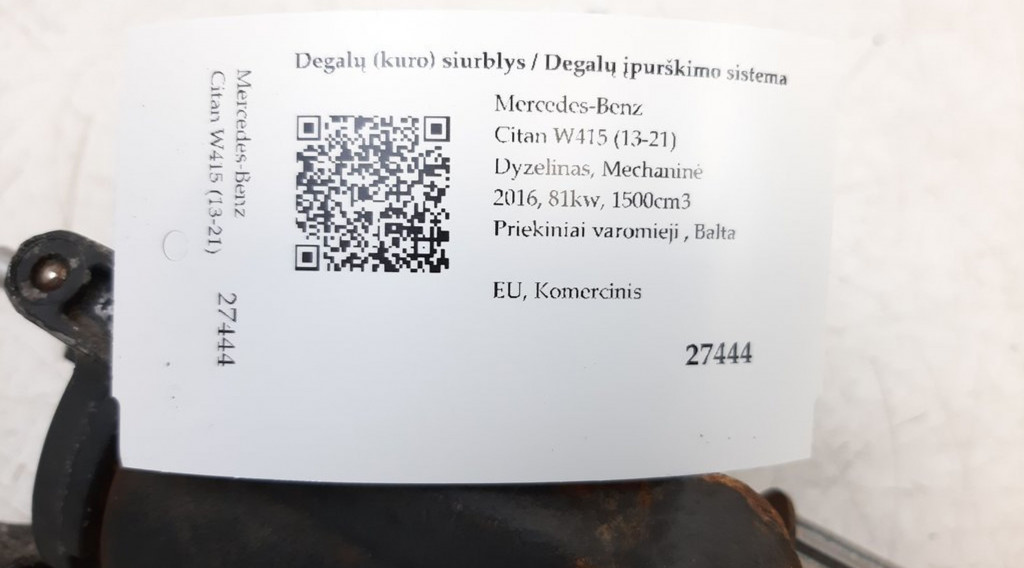 Degalų (kuro) siurblys / Degalų įpurškimo sistema
Mercedes-Benz
Citan W415 (13-21)
Dyzelinas, Mechaninė
2016, 81kw, 1500cm3
Priekiniai varomieji , Balta
EU, Komercinis
27444
Mercedes-Benz
Citan W415 (13-21)
27444